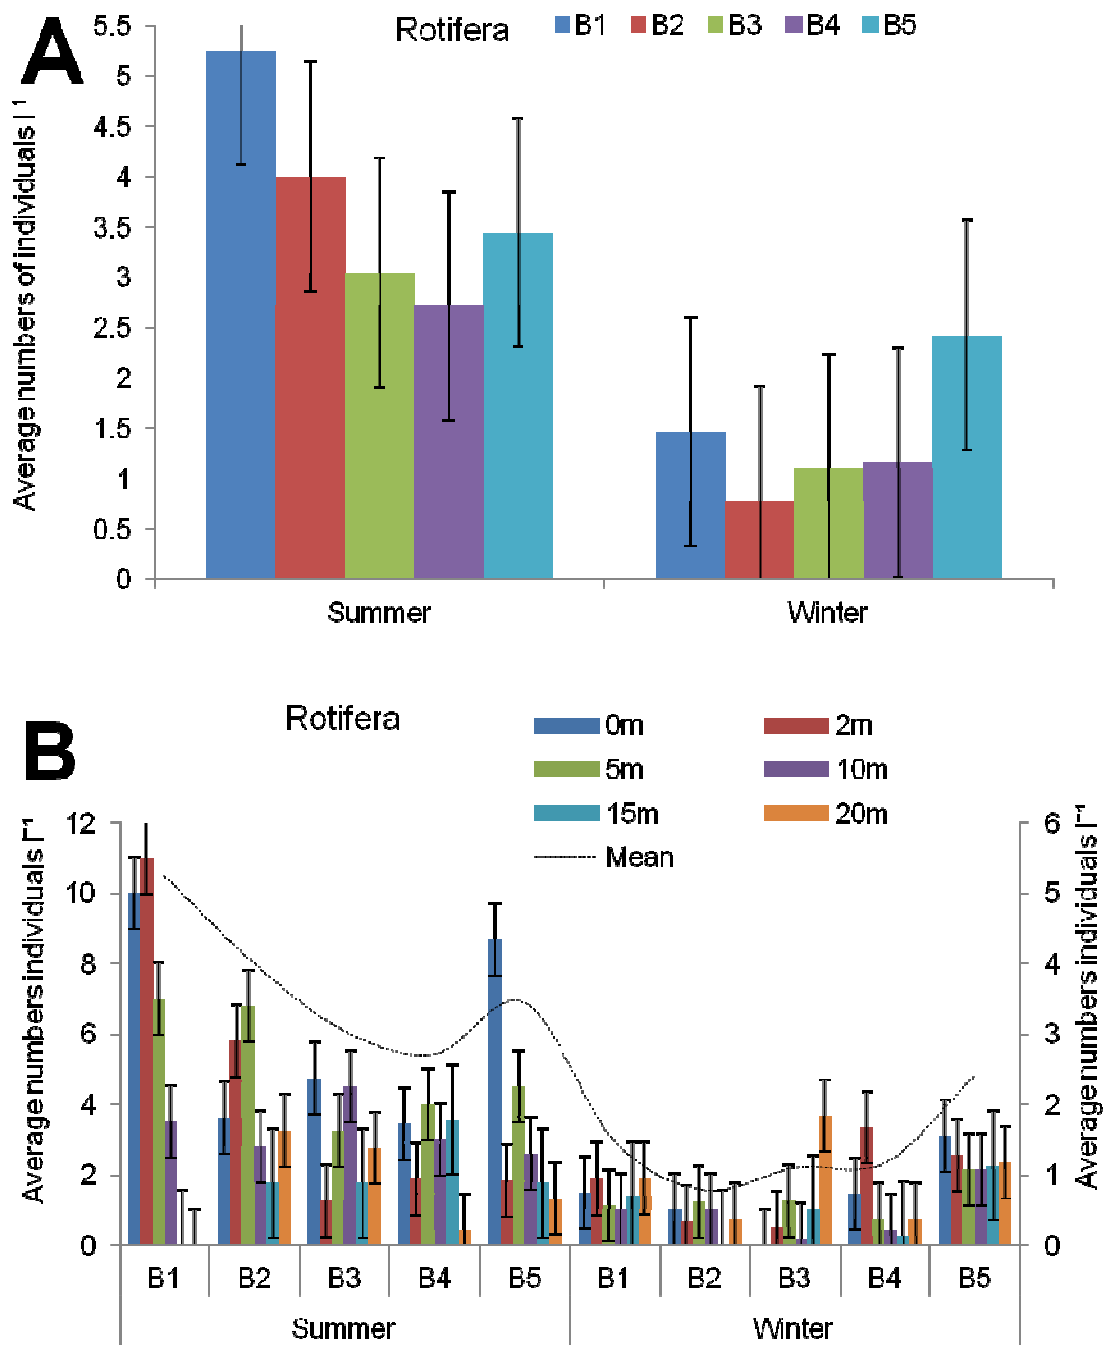 A
Rotifera
B1 B2 B3 B4 B5
Average numbers of individuals l⁻¹
5.5
5
4.5
4
3.5
3
2.5
2
1.5
1
0.5
0
Summer Winter
B
Rotifera
0m 2m
5m 10m
15m 20m
Mean
Average numbers individuals l⁻¹
12
10
8
6
4
2
0
6
5
4
3
2
1
0
Average numbers individuals l⁻¹
B1 B2 B3 B4 B5 B1 B2 B3 B4 B5
Summer Winter